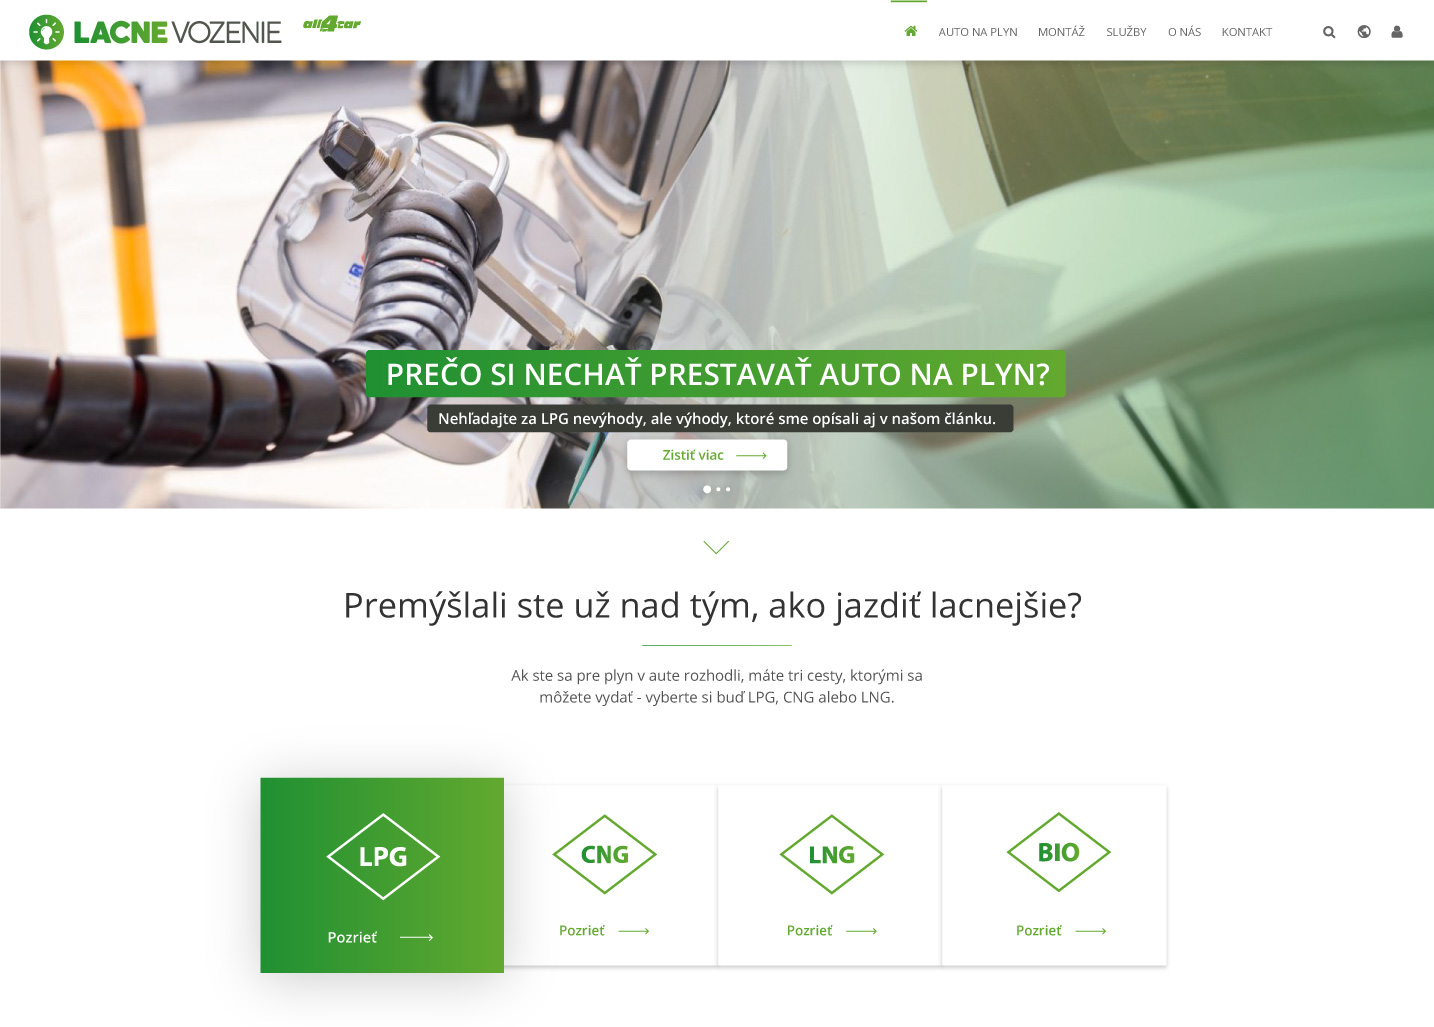 LACNE VOZENIE
all4car
AUTO NA PLYN
MONTÁŽ
SLUŽBY
O NÁS
KONTAKT
PREČO SI NECHAŤ PRESTAVAŤ AUTO NA PLYN?
Nehľadajte za LPG nevýhody, ale výhody, ktoré sme opísali aj v našom článku.
Zistiť viac
Premýšlali ste už nad tým, ako jazdiť lacnejšie?
Ak ste sa pre plyn v aute rozhodli, máte tri cesty, ktorými sa
môžete vydať - vyberte si buď LPG, CNG alebo LNG.
LPG
Pozrieť
CNG
Pozrieť
LNG
Pozrieť
BIO
Pozrieť